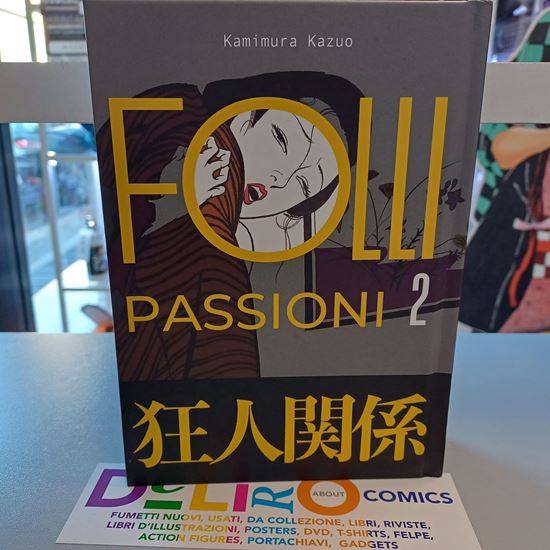 Kamimura Kazuo
FOLLI
PASSIONI 2
狂人関係
DeLiRO ABOUT COMICS
FUMETTI NUOVI, USATI, DA COLLEZIONE, LIBRI, RIVISTE,
LIBRI D'ILLUSTRAZIONI, POSTERS, DVD, T-SHIRTS, FELPE,
ACTION FIGURES, PORTACHIAVI, GADGETS